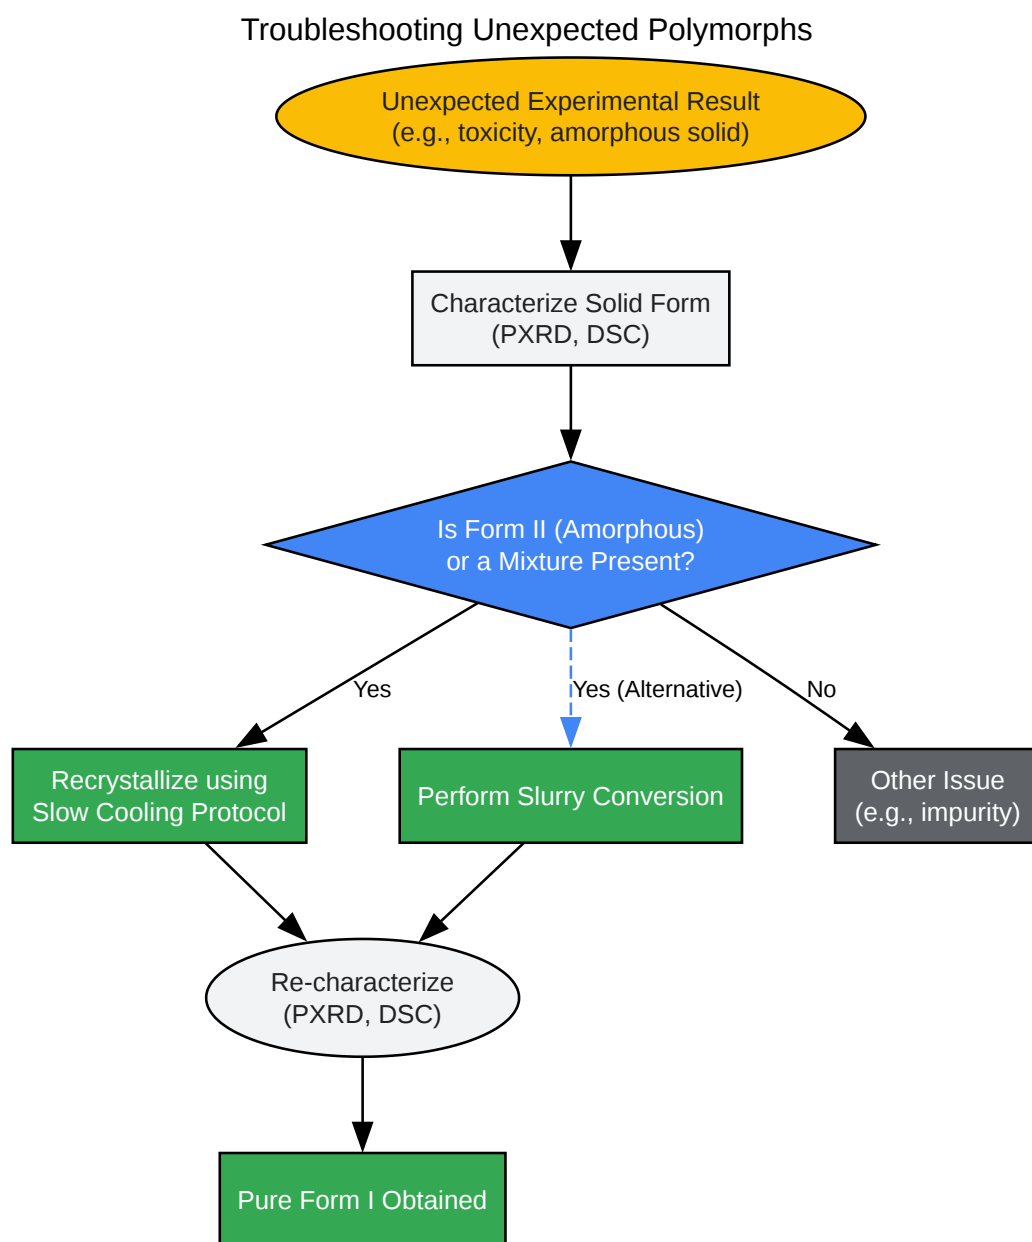 Troubleshooting Unexpected Polymorphs
Unexpected Experimental Result
(e.g., toxicity, amorphous solid)
Characterize Solid Form
(PXRD, DSC)
Is Form II (Amorphous)
or a Mixture Present?
Yes
Yes (Alternative)
No
Recrystallize using
Slow Cooling Protocol
Perform Slurry Conversion
Other Issue
(e.g., impurity)
Re-characterize
(PXRD, DSC)
Pure Form I Obtained